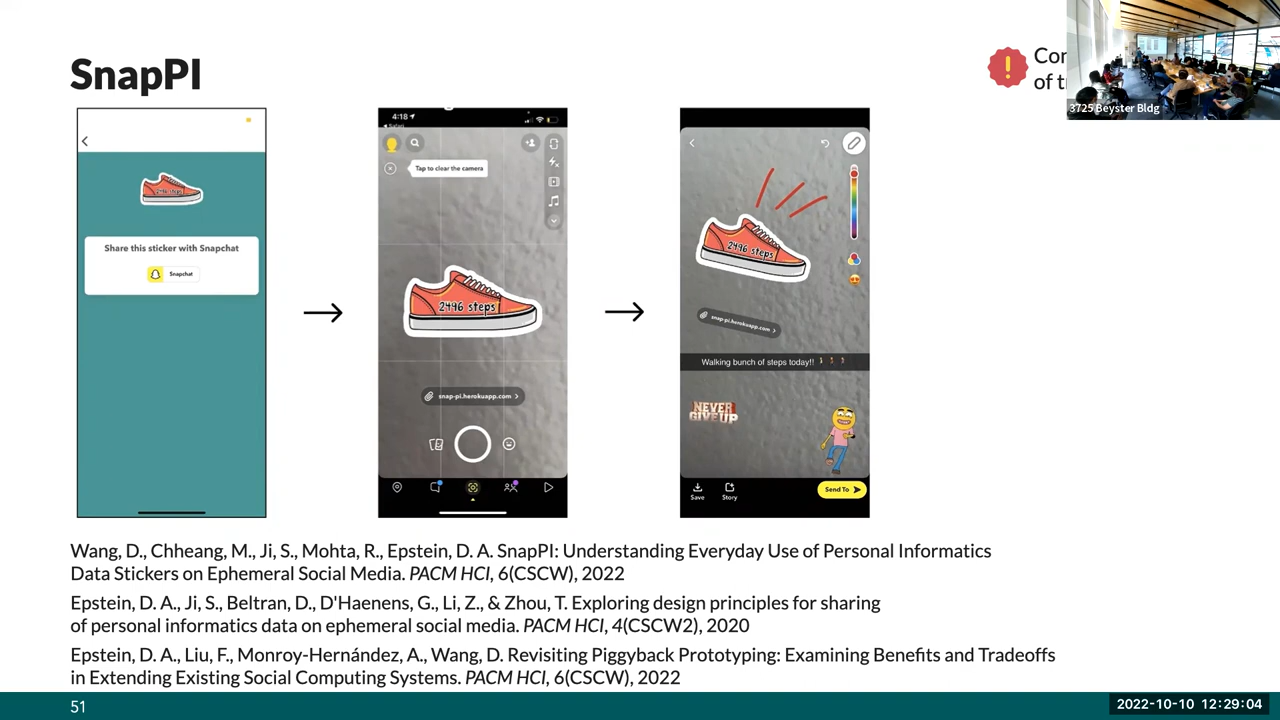 SnapPI
of
3725 Beyster Bldg
2496 steps
Share this sticker with Snapchat
Snapchat
4:18
Safari
Tap to clear the camera
2496 steps
snap-pi.herokuapp.com
2496 steps
snap-pi.herokuapp.com
Walking bunch of steps today!!
NEVER
GIVE UP
Save
Story
Send To
Wang, D., Chheang, M., Ji, S., Mohta, R., Epstein, D. A. SnapPI: Understanding Everyday Use of Personal Informatics
Data Stickers on Ephemeral Social Media. PACM HCI, 6(CSCW), 2022
Epstein, D. A., Ji, S., Beltran, D., D'Haenens, G., Li, Z., & Zhou, T. Exploring design principles for sharing
of personal informatics data on ephemeral social media. PACM HCI, 4(CSCW2), 2020
Epstein, D. A., Liu, F., Monroy-Hernández, A., Wang, D. Revisiting Piggyback Prototyping: Examining Benefits and Tradeoffs
in Extending Existing Social Computing Systems. PACM HCI, 6(CSCW), 2022
51
2022-10-10 12:29:04